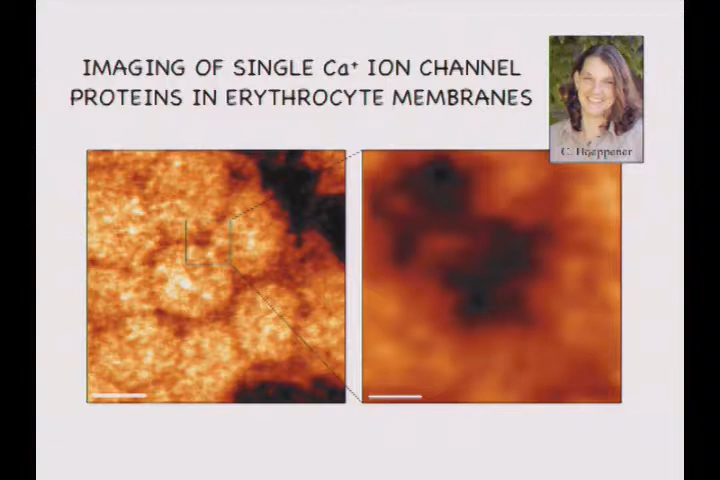 IMAGING OF SINGLE Ca⁺ ION CHANNEL
PROTEINS IN ERYTHROCYTE MEMBRANES
C. Hoeppener